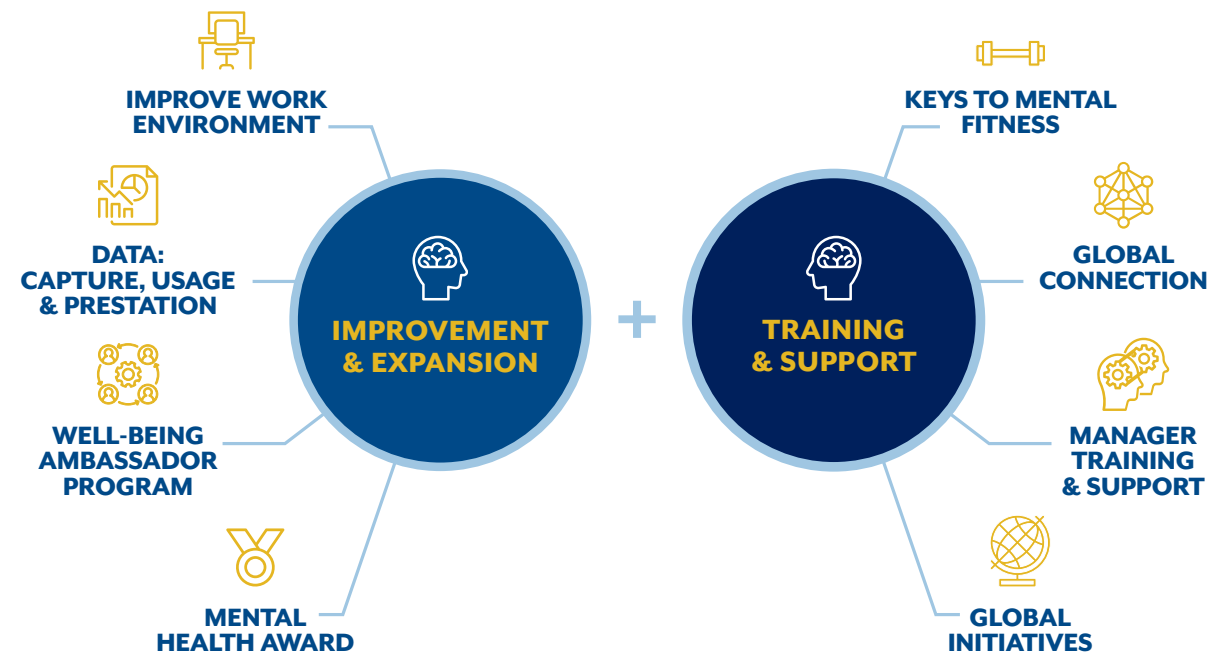 IMPROVE WORK
ENVIRONMENT
DATA:
CAPTURE, USAGE
& PRESTATION
WELL-BEING
AMBASSADOR
PROGRAM
MENTAL
HEALTH AWARD
IMPROVEMENT
& EXPANSION
+
TRAINING
& SUPPORT
KEYS TO MENTAL
FITNESS
GLOBAL
CONNECTION
MANAGER
TRAINING
& SUPPORT
GLOBAL
INITIATIVES